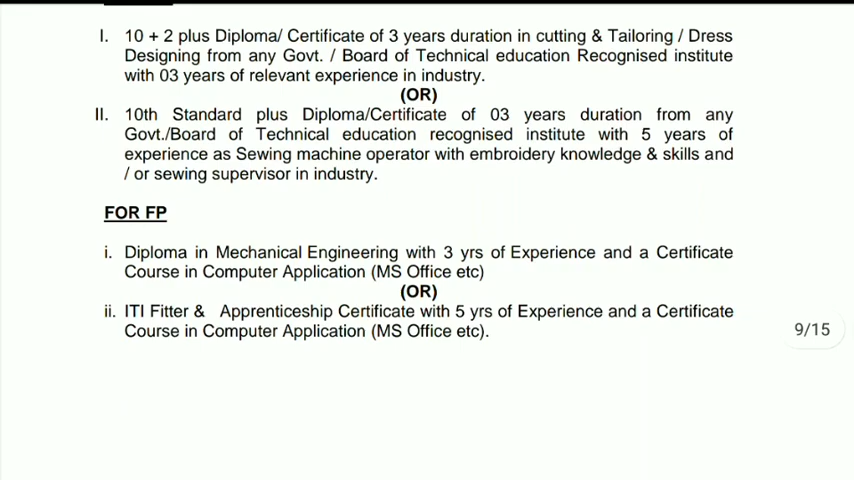 I. 10 + 2 plus Diploma/ Certificate of 3 years duration in cutting & Tailoring / Dress
Designing from any Govt. / Board of Technical education Recognised institute
with 03 years of relevant experience in industry.
(OR)
II. 10th Standard plus Diploma/Certificate of 03 years duration from any
Govt./Board of Technical education recognised institute with 5 years of
experience as Sewing machine operator with embroidery knowledge & skills and
/ or sewing supervisor in industry.
FOR FP
i. Diploma in Mechanical Engineering with 3 yrs of Experience and a Certificate
Course in Computer Application (MS Office etc)
(OR)
ii. ITI Fitter & Apprenticeship Certificate with 5 yrs of Experience and a Certificate
Course in Computer Application (MS Office etc).
9/15